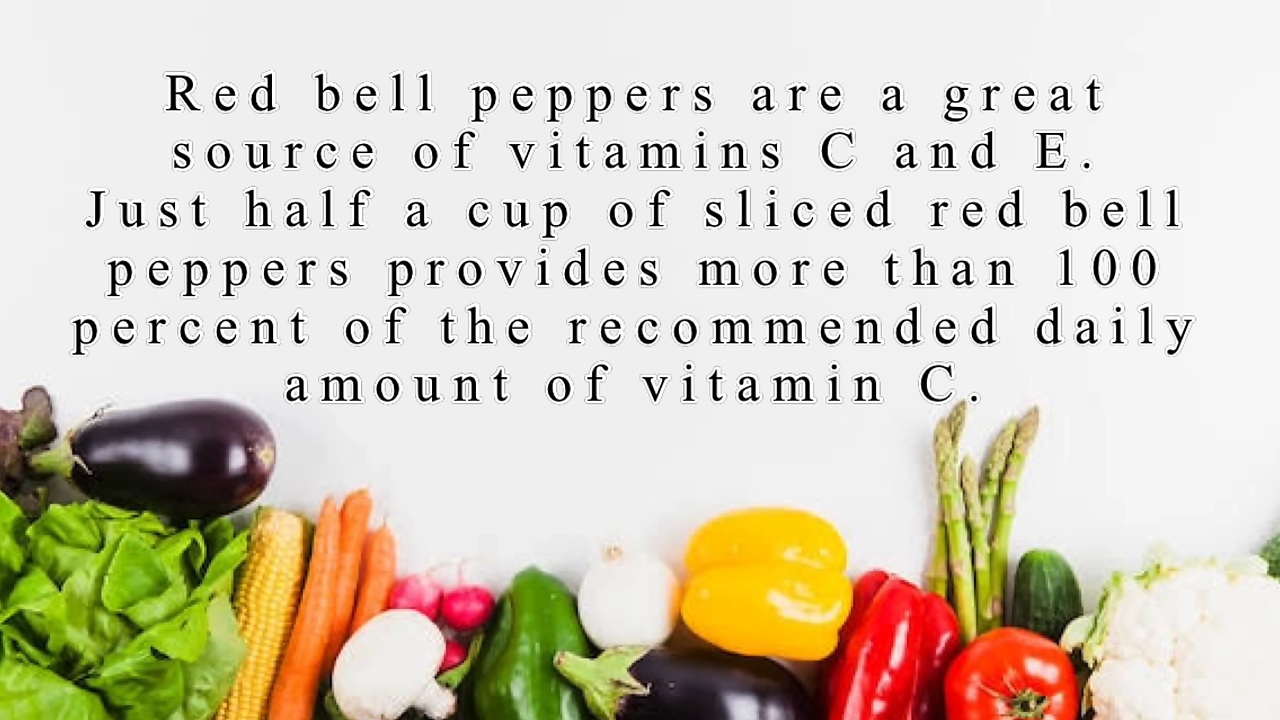 Red bell peppers are a great
source of vitamins C and E.
Just half a cup of sliced red bell
peppers provides more than 100
percent of the recommended daily
amount of vitamin C.